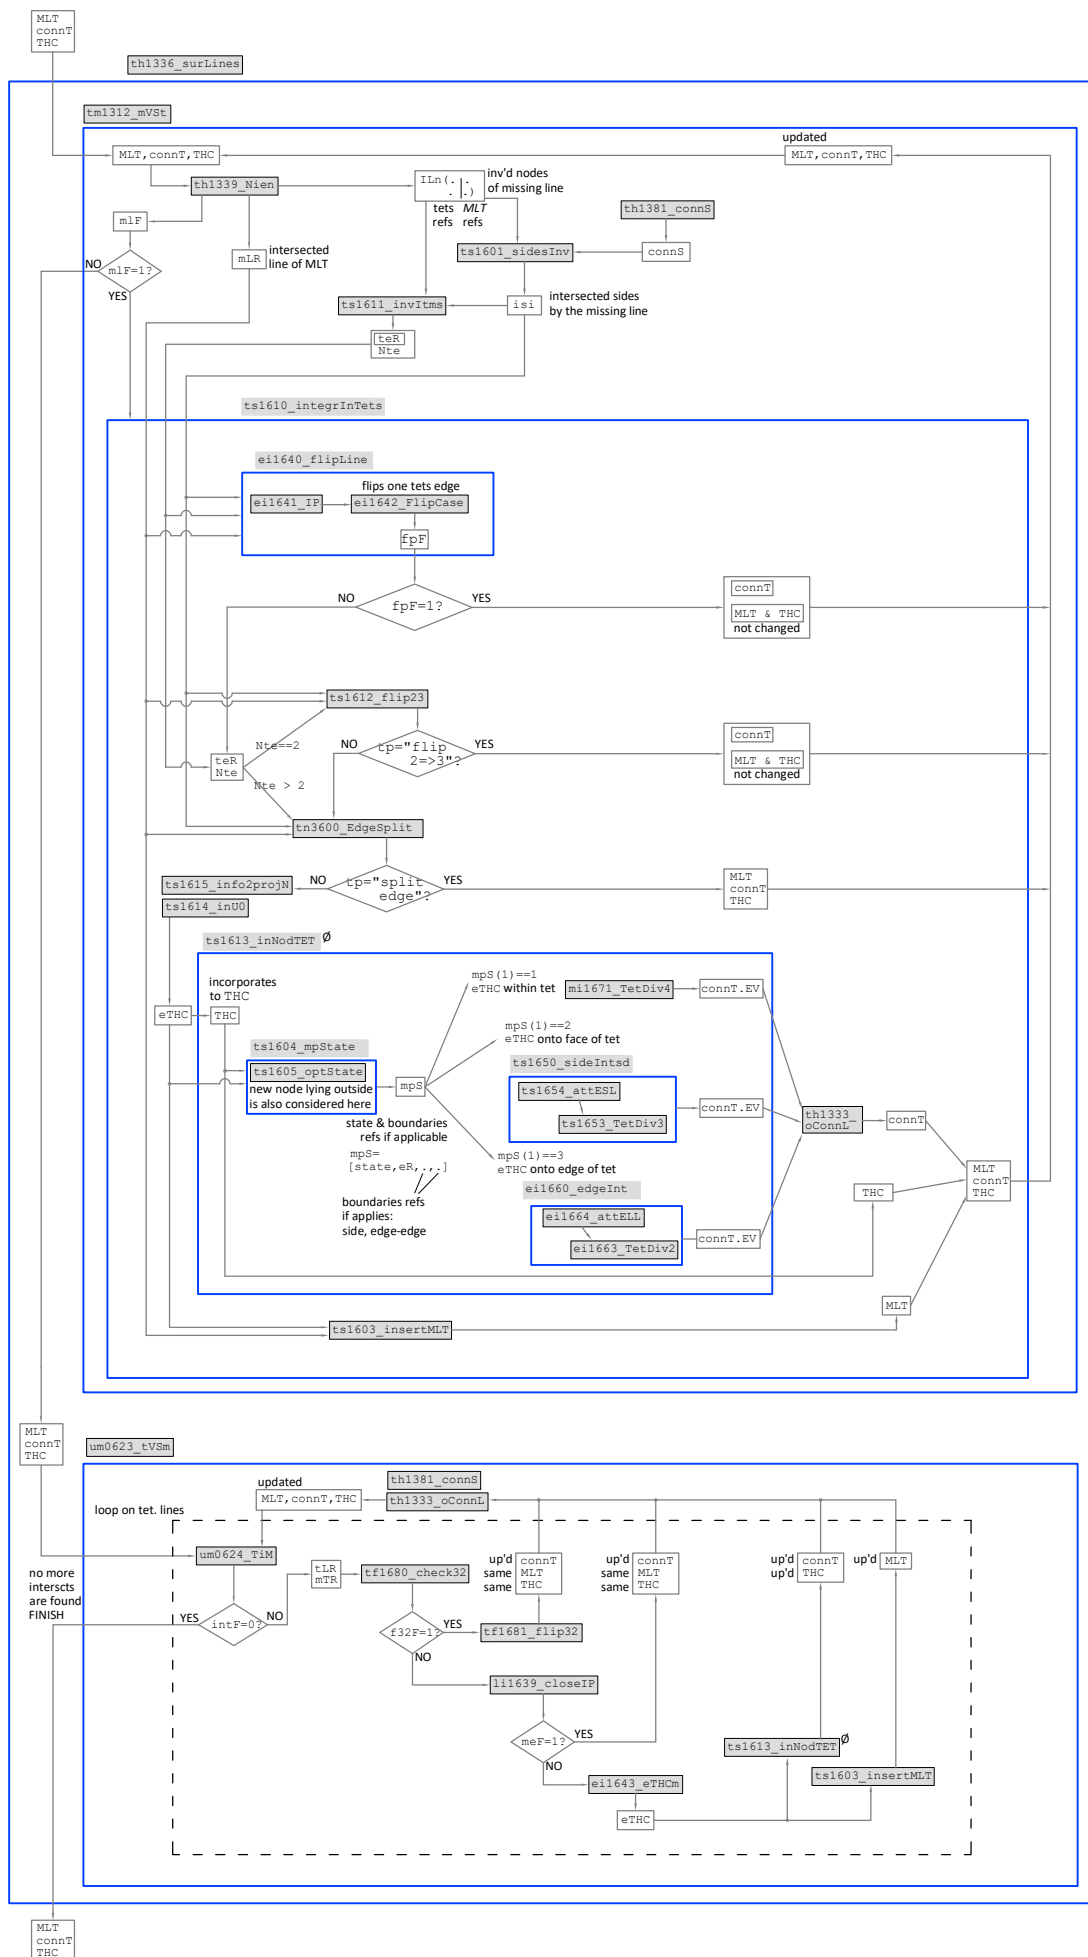 MLT
connT
THC
th1336_surLines
tm1312_mVSt
updated
MLT,connT,THC
MLT,connT,THC
th1339_Nien
ILn(. | .
. | .)
inv'd nodes
of missing line
tets
refs
MLT
refs
th1381_connS
mlF
mLR
intersected
line of MLT
ts1601_sidesInv
connS
NO
mlF=1?
YES
ts1611_invItms
isi
intersected sides
by the missing line
teR
Nte
ts1610_integrInTets
ei1640_flipLine
flips one tets edge
ei1641_IP
ei1642_FlipCase
fpF
NO
fpF=1?
YES
connT
MLT & THC
not changed
ts1612_flip23
Nte==2
teR
Nte
Nte > 2
NO
tp="flip
2=>3"?
YES
connT
MLT & THC
not changed
tn3600_EdgeSplit
ts1615_info2projN
NO
tp="split
edge"?
YES
MLT
connT
THC
ts1614_inU0
ts1613_inNodTET Ø
incorporates
to THC
mpS(1)==1
eTHC within tet
mi1671_TetDiv4
connT.EV
eTHC
THC
mpS(1)==2
eTHC onto face of tet
ts1604_mpState
ts1605_optState
new node lying outside
is also considered here
mpS
ts1650_sideIntsd
ts1654_attESL
ts1653_TetDiv3
connT.EV
th1333_
oConnL
connT
state & boundaries
refs if applicable
mpS=
[state,eR,.,.]
mpS(1)==3
eTHC onto edge of tet
MLT
connT
THC
boundaries refs
if applies:
side, edge-edge
ei1660_edgeInt
ei1664_attELL
ei1663_TetDiv2
connT.EV
THC
MLT
ts1603_insertMLT
MLT
connT
THC
um0623_tVSm
th1381_connS
updated
MLT,connT,THC
th1333_oConnL
loop on tet. lines
um0624_TiM
tLR
mTR
tf1680_check32
up'd
same
same
connT
MLT
THC
up'd
same
same
connT
MLT
THC
up'd
up'd
connT
THC
up'd
MLT
no more
interscts
are found
FINISH
YES
intF=0?
NO
f32F=1?
YES
tf1681_flip32
NO
li1639_closeIP
meF=1?
YES
NO
ts1613_inNodTET Ø
ei1643_eTHCm
ts1603_insertMLT
eTHC
MLT
connT
THC